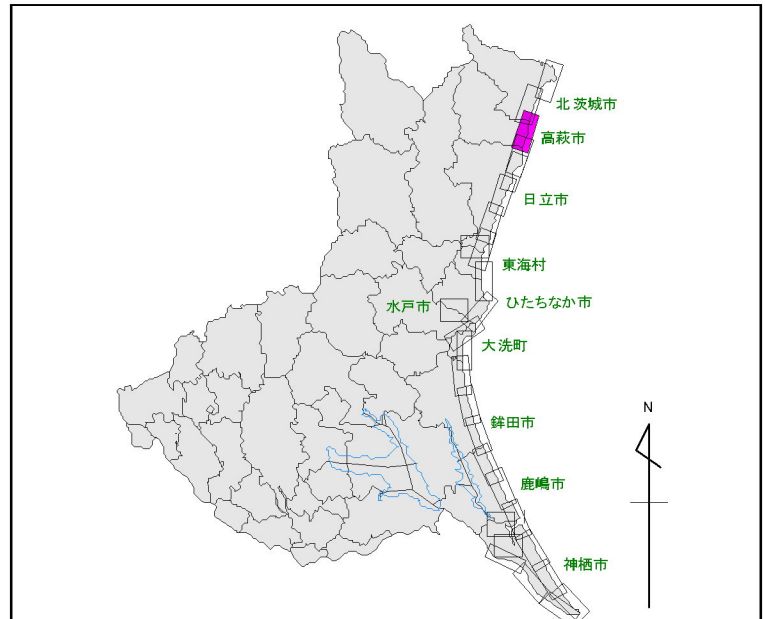 北茨城市
高萩市
日立市
東海村
水戸市
ひたちなか市
大洗町
鉾田市
鹿嶋市
神栖市
N